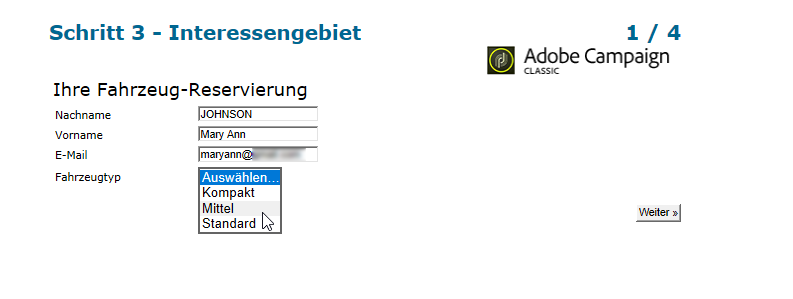 Schritt 3 - Interessengebiet 1 / 4
Adobe Campaign
CLASSIC
Ihre Fahrzeug-Reservierung
Nachname JOHNSON
Vorname Mary Ann
E-Mail maryann@
Fahrzeugtyp Auswählen...
Kompakt
Mittel
Standard
Weiter »